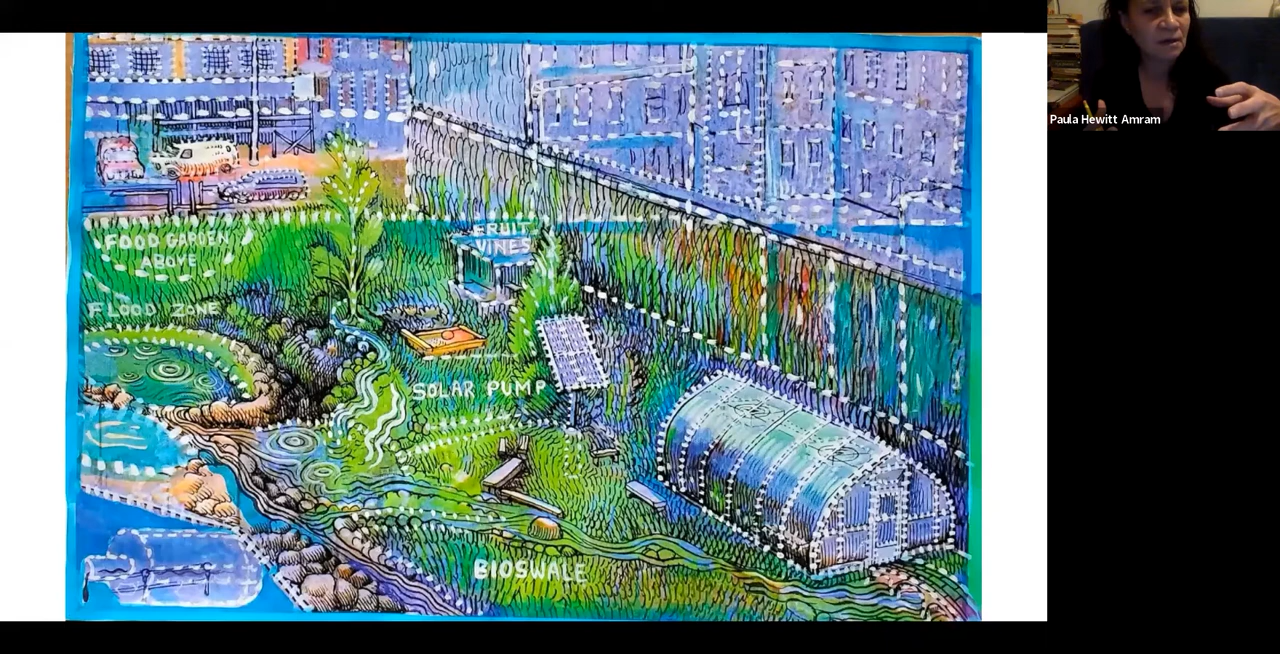 Paula Hewitt Amram
FRUIT
VINES
FOOD GARDEN
ABOVE
FLOOD ZONE
SOLAR PUMP
BIOSWALE